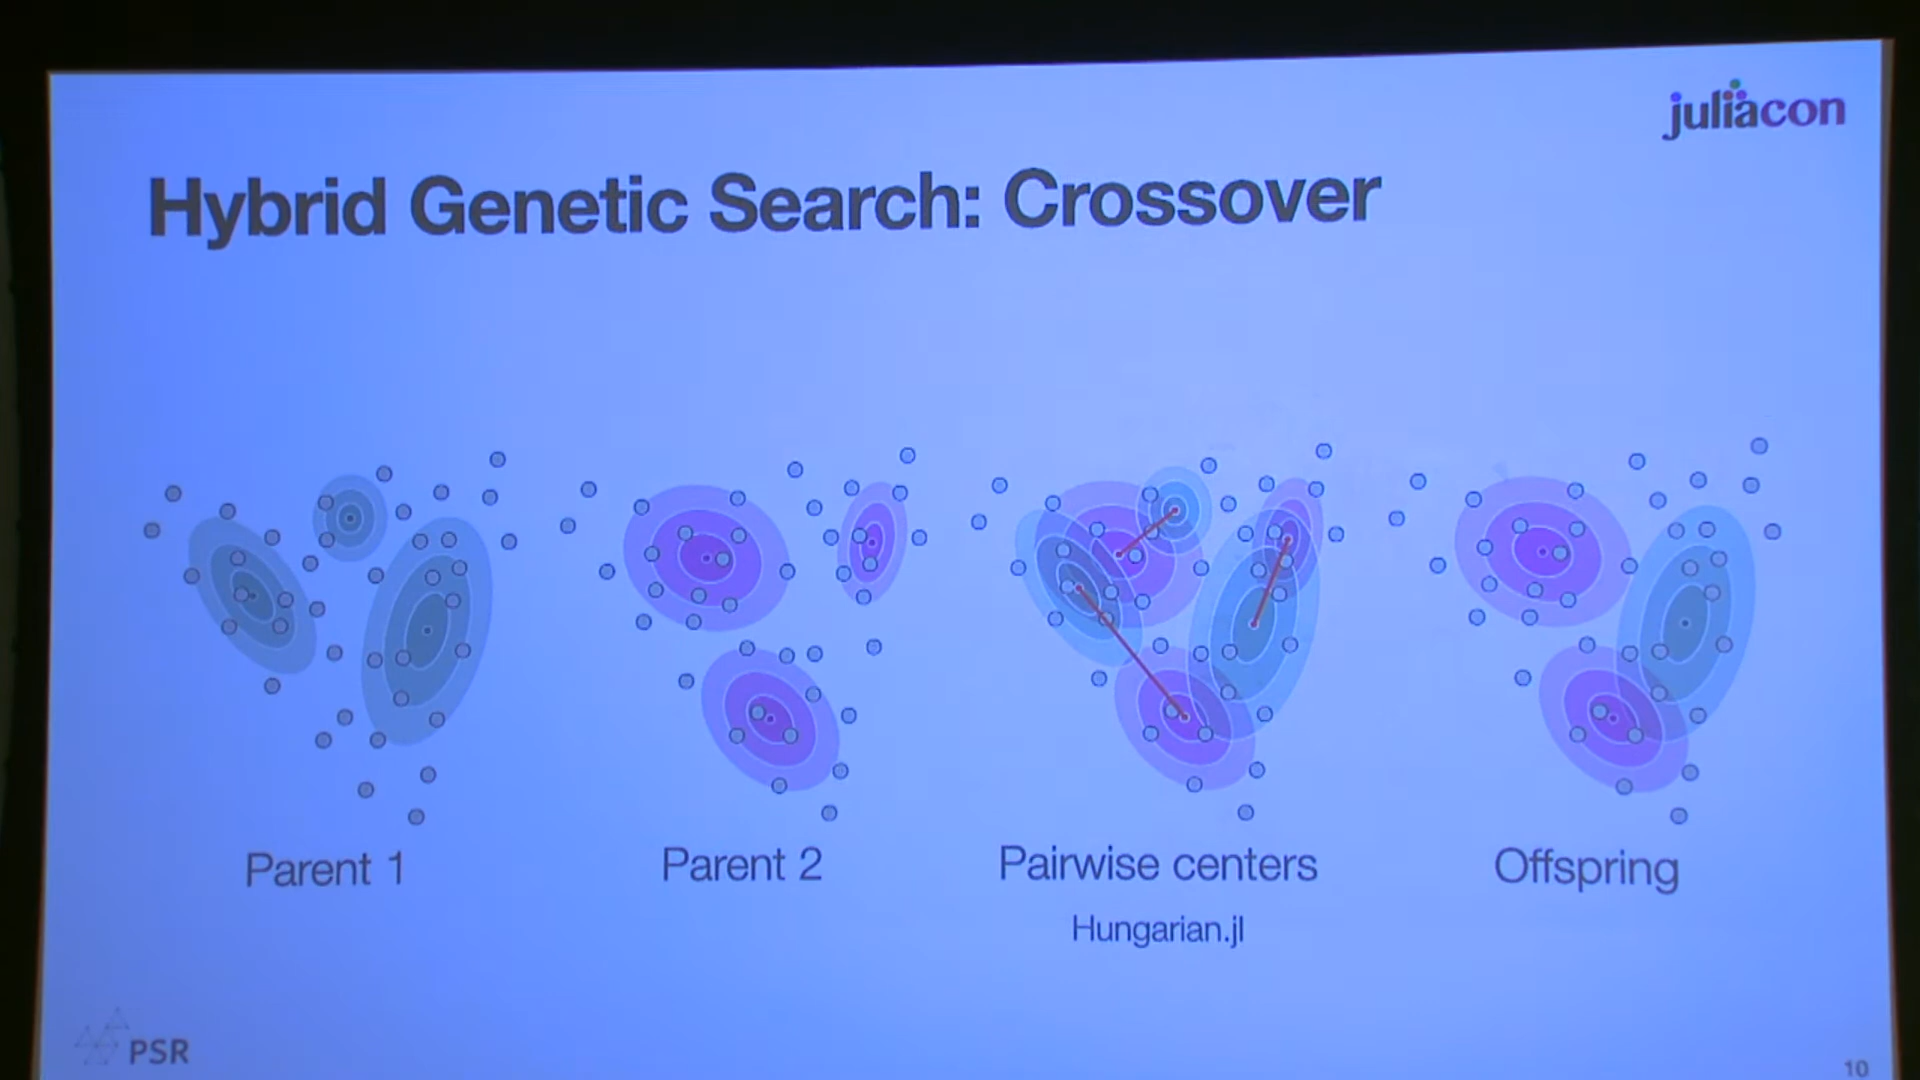 juliacon
Hybrid Genetic Search: Crossover
Parent 1
Parent 2
Pairwise centers
Offspring
Hungarian.jl
PSR
10